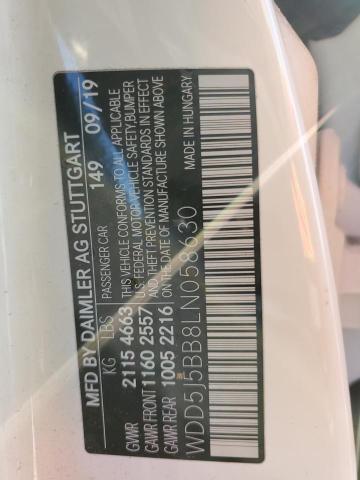 MFD BY DAIMLER AG STUTTGART
149 09/19
KG LBS PASSENGER CAR
GVWR 2115 4663 THIS VEHICLE CONFORMS TO ALL APPLICABLE
U.S. FEDERAL MOTOR VEHICLE SAFETY, BUMPER
GAWR FRONT 1160 2557 AND THEFT PREVENTION STANDARDS IN EFFECT
GAWR REAR 1005 2216 ON THE DATE OF MANUFACTURE SHOWN ABOVE
MADE IN HUNGARY
WDD5J5BB8LN058630